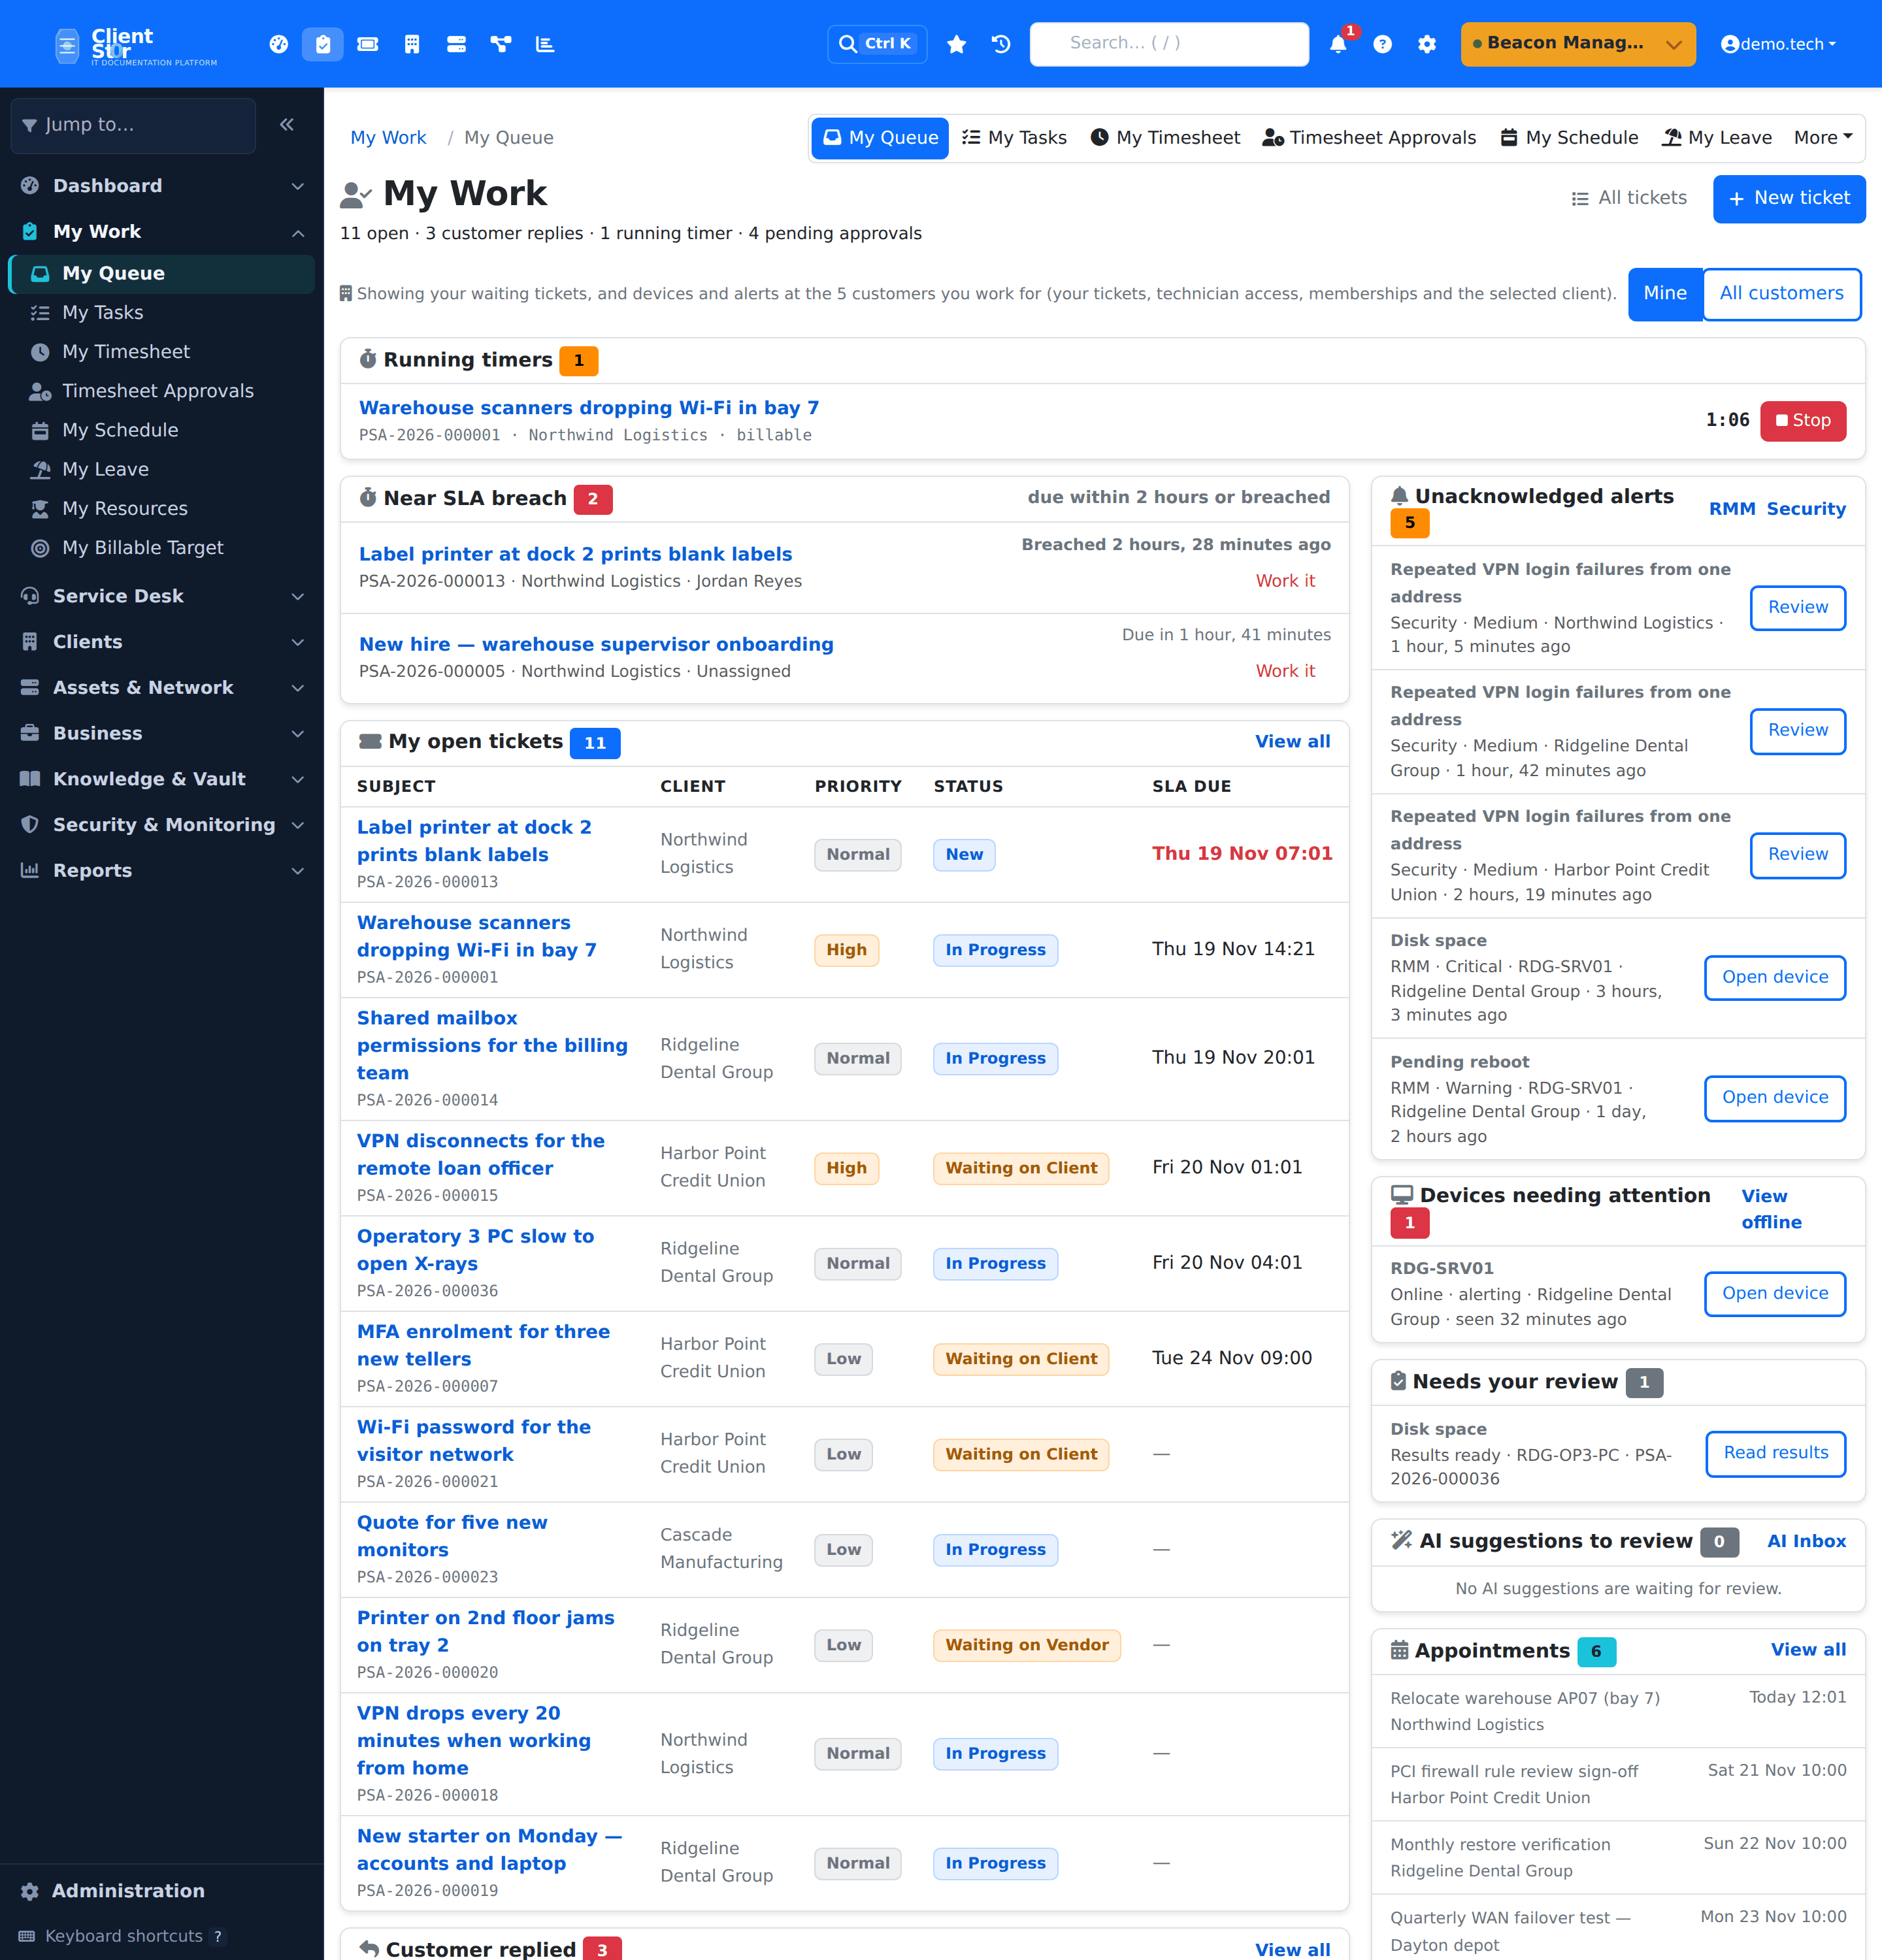 Client
St0r
IT DOCUMENTATION PLATFORM
Ctrl K
Search... ( / )
1
Beacon Manag...
demo.tech
Jump to...
Dashboard
My Work
My Queue
My Tasks
My Timesheet
Timesheet Approvals
My Schedule
My Leave
My Resources
My Billable Target
Service Desk
Clients
Assets & Network
Business
Knowledge & Vault
Security & Monitoring
Reports
Administration
Keyboard shortcuts ?
My Work / My Queue
My Queue My Tasks My Timesheet Timesheet Approvals My Schedule My Leave More
My Work
11 open · 3 customer replies · 1 running timer · 4 pending approvals
All tickets
+ New ticket
Showing your waiting tickets, and devices and alerts at the 5 customers you work for (your tickets, technician access, memberships and the selected client).
Mine All customers
Running timers 1
Warehouse scanners dropping Wi-Fi in bay 7
PSA-2026-000001 · Northwind Logistics · billable
1:06 Stop
Near SLA breach 2
due within 2 hours or breached
Label printer at dock 2 prints blank labels
Breached 2 hours, 28 minutes ago
PSA-2026-000013 · Northwind Logistics · Jordan Reyes
Work it
New hire — warehouse supervisor onboarding
Due in 1 hour, 41 minutes
PSA-2026-000005 · Northwind Logistics · Unassigned
Work it
My open tickets 11
View all
SUBJECT CLIENT PRIORITY STATUS SLA DUE
Label printer at dock 2
prints blank labels
PSA-2026-000013
Northwind
Logistics
Normal
New
Thu 19 Nov 07:01
Warehouse scanners
dropping Wi-Fi in bay 7
PSA-2026-000001
Northwind
Logistics
High
In Progress
Thu 19 Nov 14:21
Shared mailbox
permissions for the billing
team
PSA-2026-000014
Ridgeline
Dental Group
Normal
In Progress
Thu 19 Nov 20:01
VPN disconnects for the
remote loan officer
PSA-2026-000015
Harbor Point
Credit Union
High
Waiting on Client
Fri 20 Nov 01:01
Operatory 3 PC slow to
open X-rays
PSA-2026-000036
Ridgeline
Dental Group
Normal
In Progress
Fri 20 Nov 04:01
MFA enrolment for three
new tellers
PSA-2026-000007
Harbor Point
Credit Union
Low
Waiting on Client
Tue 24 Nov 09:00
Wi-Fi password for the
visitor network
PSA-2026-000021
Harbor Point
Credit Union
Low
Waiting on Client
—
Quote for five new
monitors
PSA-2026-000023
Cascade
Manufacturing
Low
In Progress
—
Printer on 2nd floor jams
on tray 2
PSA-2026-000020
Ridgeline
Dental Group
Low
Waiting on Vendor
—
VPN drops every 20
minutes when working
from home
PSA-2026-000018
Northwind
Logistics
Normal
In Progress
—
New starter on Monday —
accounts and laptop
PSA-2026-000019
Ridgeline
Dental Group
Normal
In Progress
—
Customer replied 3
View all
Unacknowledged alerts
5
RMM Security
Repeated VPN login failures from one
address
Security · Medium · Northwind Logistics ·
1 hour, 5 minutes ago
Review
Repeated VPN login failures from one
address
Security · Medium · Ridgeline Dental
Group · 1 hour, 42 minutes ago
Review
Repeated VPN login failures from one
address
Security · Medium · Harbor Point Credit
Union · 2 hours, 19 minutes ago
Review
Disk space
RMM · Critical · RDG-SRV01 ·
Ridgeline Dental Group · 3 hours,
3 minutes ago
Open device
Pending reboot
RMM · Warning · RDG-SRV01 ·
Ridgeline Dental Group · 1 day,
2 hours ago
Open device
Devices needing attention
1
View
offline
RDG-SRV01
Online · alerting · Ridgeline Dental
Group · seen 32 minutes ago
Open device
Needs your review 1
Disk space
Results ready · RDG-OP3-PC · PSA-
2026-000036
Read results
AI suggestions to review 0
AI Inbox
No AI suggestions are waiting for review.
Appointments 6
View all
Relocate warehouse AP07 (bay 7)
Today 12:01
Northwind Logistics
PCI firewall rule review sign-off
Sat 21 Nov 10:00
Harbor Point Credit Union
Monthly restore verification
Sun 22 Nov 10:00
Ridgeline Dental Group
Quarterly WAN failover test —
Mon 23 Nov 10:00
Dayton depot